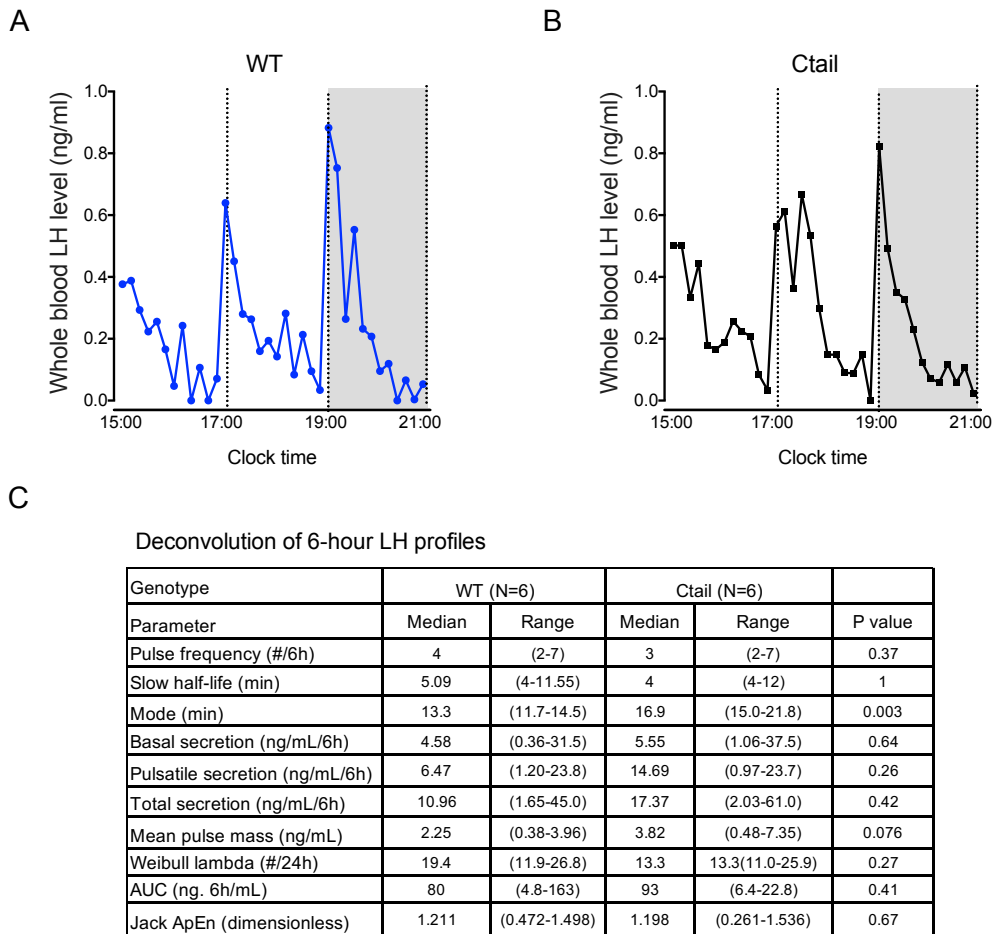 A
WT
Whole blood LH level (ng/ml)
1.0
0.8
0.6
0.4
0.2
0.0
15:00 17:00 19:00 21:00
Clock time
B
Ctail
Whole blood LH level (ng/ml)
1.0
0.8
0.6
0.4
0.2
0.0
15:00 17:00 19:00 21:00
Clock time
C
Deconvolution of 6-hour LH profiles
Genotype WT (N=6) Ctail (N=6)
Parameter Median Range Median Range P value
Pulse frequency (#/6h) 4 (2-7) 3 (2-7) 0.37
Slow half-life (min) 5.09 (4-11.55) 4 (4-12) 1
Mode (min) 13.3 (11.7-14.5) 16.9 (15.0-21.8) 0.003
Basal secretion (ng/mL/6h) 4.58 (0.36-31.5) 5.55 (1.06-37.5) 0.64
Pulsatile secretion (ng/mL/6h) 6.47 (1.20-23.8) 14.69 (0.97-23.7) 0.26
Total secretion (ng/mL/6h) 10.96 (1.65-45.0) 17.37 (2.03-61.0) 0.42
Mean pulse mass (ng/mL) 2.25 (0.38-3.96) 3.82 (0.48-7.35) 0.076
Weibull lambda (#/24h) 19.4 (11.9-26.8) 13.3 13.3(11.0-25.9) 0.27
AUC (ng. 6h/mL) 80 (4.8-163) 93 (6.4-22.8) 0.41
Jack ApEn (dimensionless) 1.211 (0.472-1.498) 1.198 (0.261-1.536) 0.67